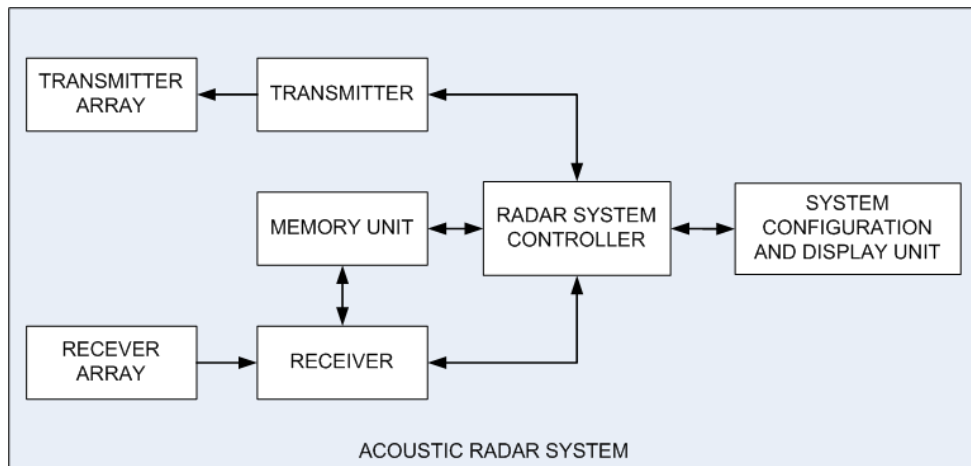 TRANSMITTER
ARRAY
TRANSMITTER
MEMORY UNIT
RADAR SYSTEM
CONTROLLER
SYSTEM
CONFIGURATION
AND DISPLAY UNIT
RECEVER
ARRAY
RECEIVER
ACOUSTIC RADAR SYSTEM